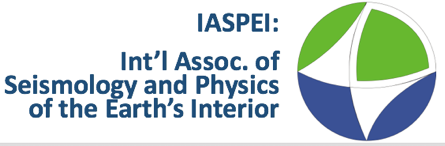 IASPEI:
Int'l Assoc. of
Seismology and Physics
of the Earth's Interior